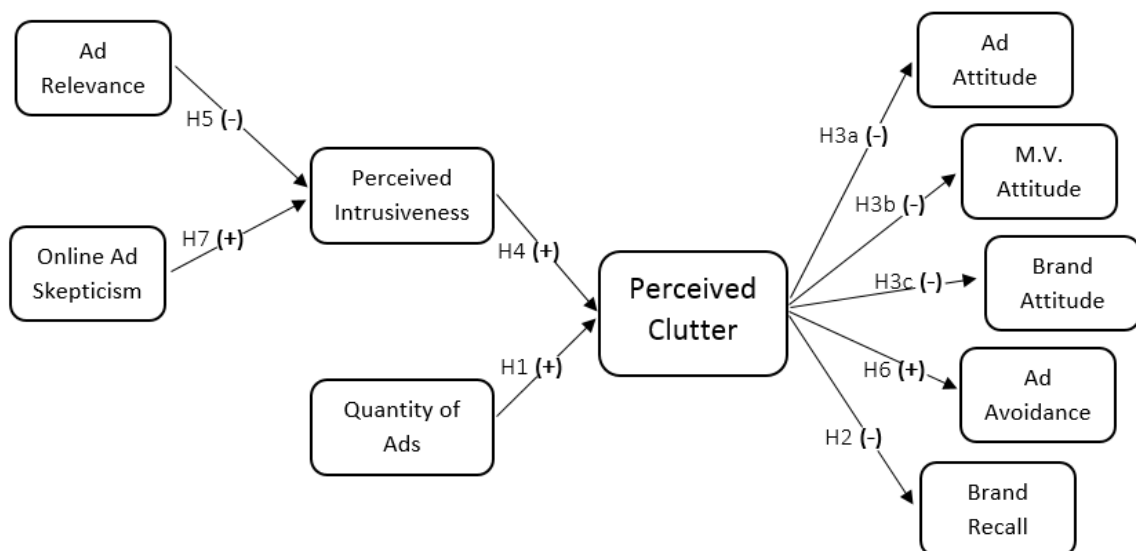 Ad
Relevance
H5 (-)
Online Ad
Skepticism
H7 (+)
Perceived
Intrusiveness
H4 (+)
Quantity of
Ads
H1 (+)
Perceived
Clutter
H3a (-)
Ad
Attitude
H3b (-)
M.V.
Attitude
H3c (-)
Brand
Attitude
H6 (+)
Ad
Avoidance
H2 (-)
Brand
Recall